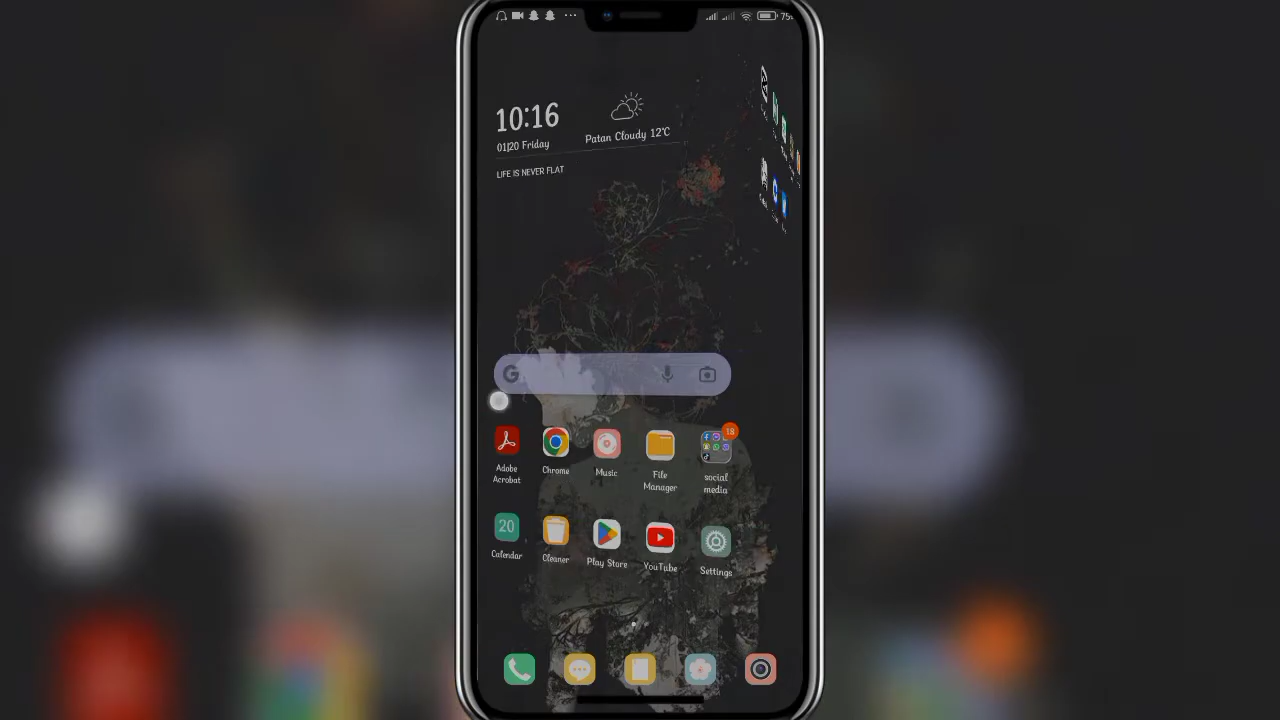 75%
10:16
01|20 Friday
Patan Cloudy 12°C
LIFE IS NEVER FLAT
G
18
Adobe Acrobat
Chrome
Music
File Manager
social media
20
Calendar
Cleaner
Play Store
YouTube
Settings